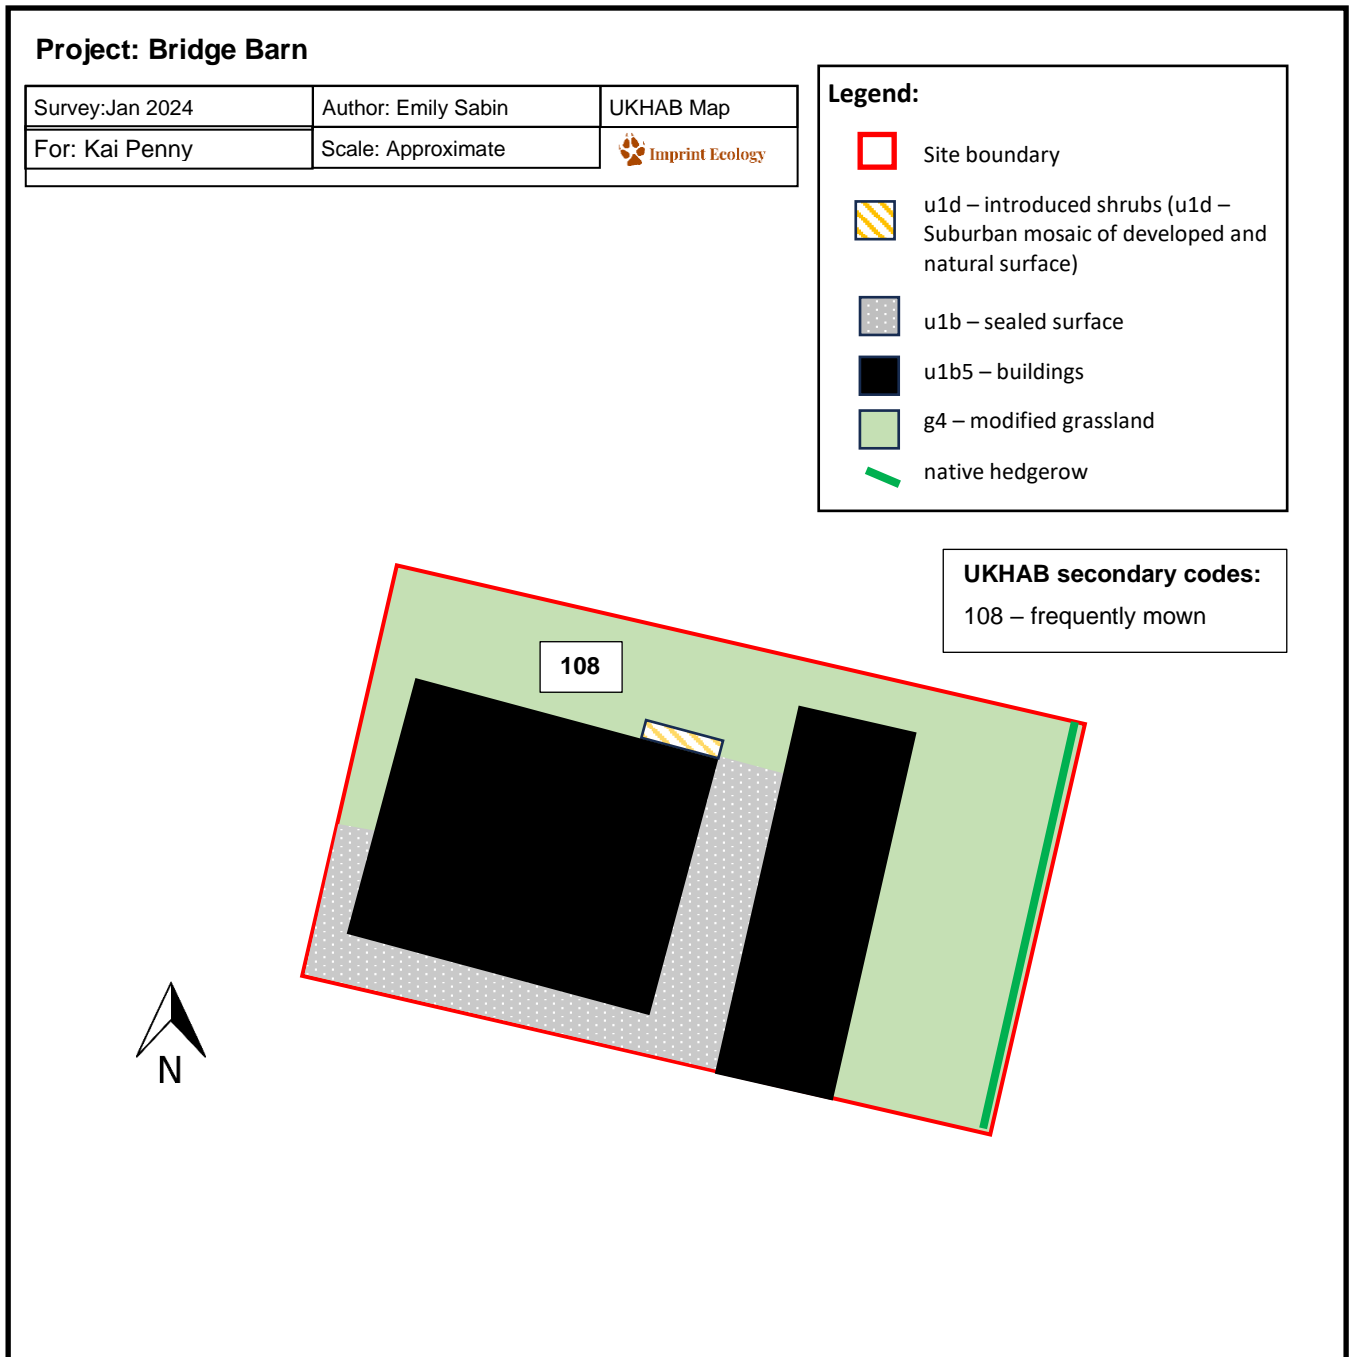 Project: Bridge Barn
Survey:Jan 2024
Author: Emily Sabin
UKHAB Map
For: Kai Penny
Scale: Approximate
Imprint Ecology
Legend:
Site boundary
u1d – introduced shrubs (u1d –
Suburban mosaic of developed and
natural surface)
u1b – sealed surface
u1b5 – buildings
g4 – modified grassland
native hedgerow
UKHAB secondary codes:
108 – frequently mown
108
N